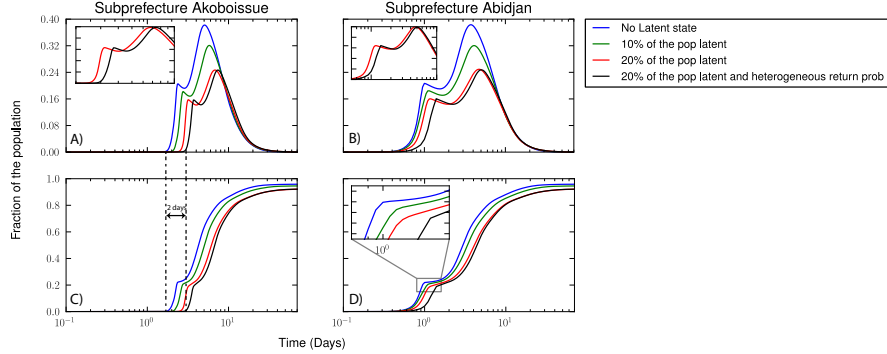 Subprefecture Akoboissue
Subprefecture Abidjan
0.40
0.32
0.24
0.16
0.08
0.00
A)
B)
No Latent state
10% of the pop latent
20% of the pop latent
20% of the pop latent and heterogeneous return prob
Fraction of the population
1.0
0.8
0.6
0.4
0.2
0.0
2 days
C)
10^0
D)
10^-1
10^0
10^1
10^-1
10^0
10^1
Time (Days)